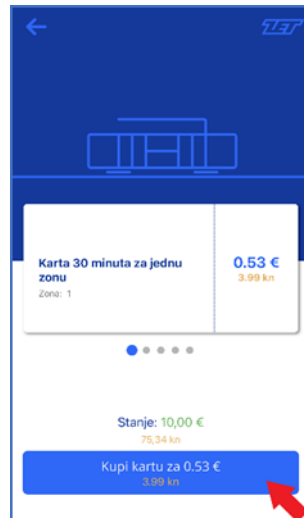 ZET
Karta 30 minuta za jednu
zonu
Zona: 1
0.53 €
3.99 kn
Stanje: 10,00 €
75,34 kn
Kupi kartu za 0.53 €
3.99 kn